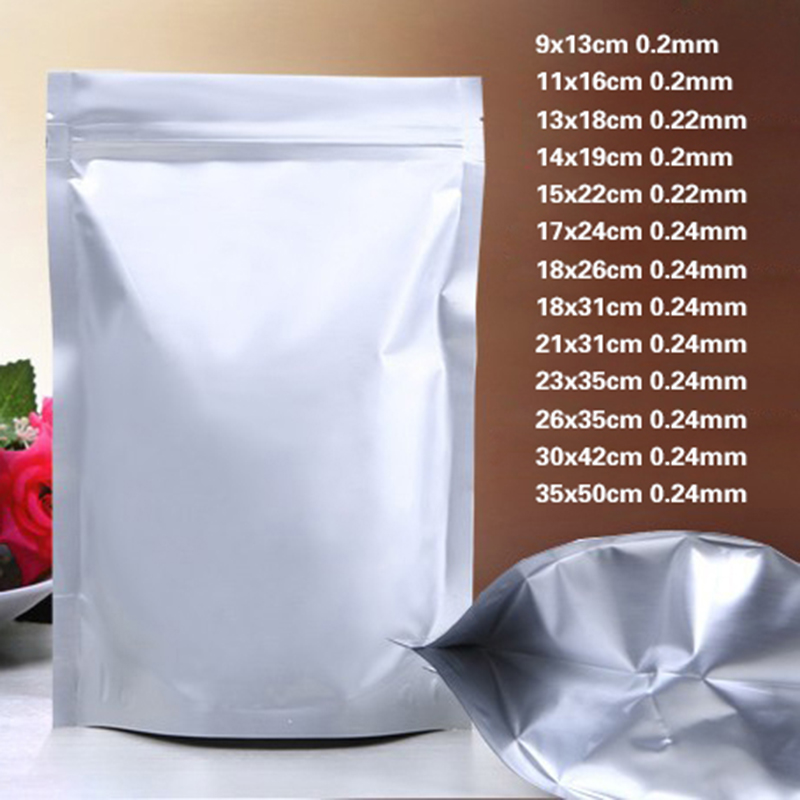 9x13cm 0.2mm
11x16cm 0.2mm
13x18cm 0.22mm
14x19cm 0.2mm
15x22cm 0.22mm
17x24cm 0.24mm
18x26cm 0.24mm
18x31cm 0.24mm
21x31cm 0.24mm
23x35cm 0.24mm
26x35cm 0.24mm
30x42cm 0.24mm
35x50cm 0.24mm